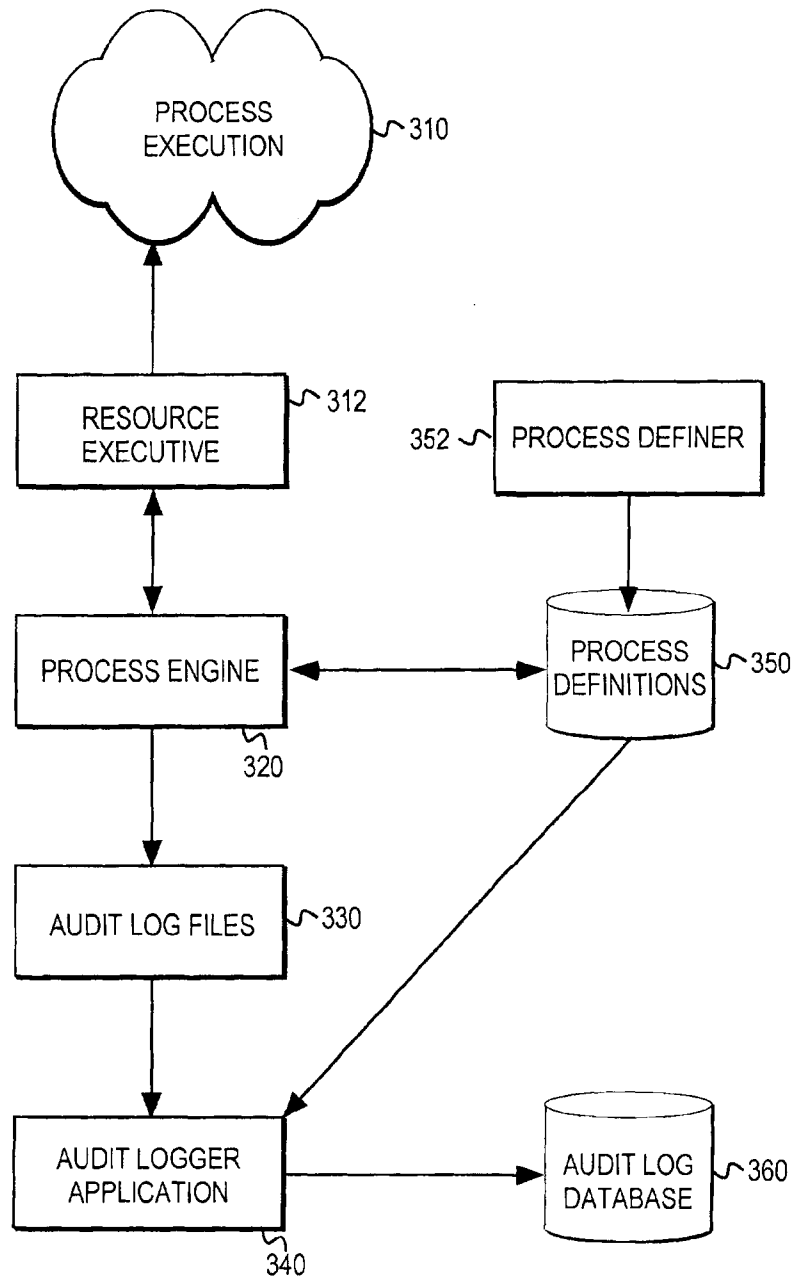 PROCESS
EXECUTION
310
RESOURCE
EXECUTIVE
312
352
PROCESS DEFINER
PROCESS ENGINE
320
PROCESS
DEFINITIONS
350
AUDIT LOG FILES
330
AUDIT LOGGER
APPLICATION
340
AUDIT LOG
DATABASE
360